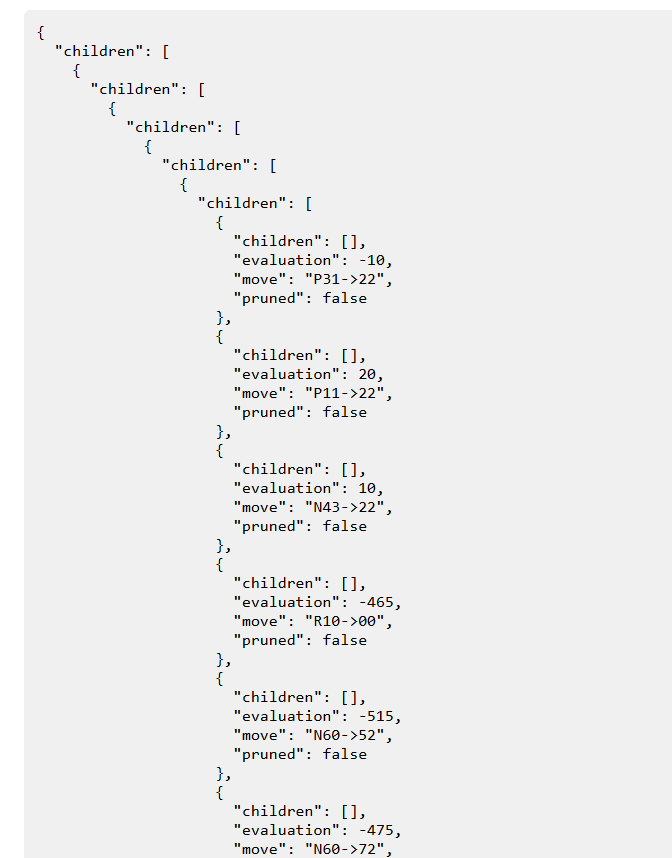 {
  "children": [
    {
      "children": [
        {
          "children": [
            {
              "children": [
                {
                  "children": [
                    {
                      "children": [],
                      "evaluation": -10,
                      "move": "P31->22",
                      "pruned": false
                    },
                    {
                      "children": [],
                      "evaluation": 20,
                      "move": "P11->22",
                      "pruned": false
                    },
                    {
                      "children": [],
                      "evaluation": 10,
                      "move": "N43->22",
                      "pruned": false
                    },
                    {
                      "children": [],
                      "evaluation": -465,
                      "move": "R10->00",
                      "pruned": false
                    },
                    {
                      "children": [],
                      "evaluation": -515,
                      "move": "N60->52",
                      "pruned": false
                    },
                    {
                      "children": [],
                      "evaluation": -475,
                      "move": "N60->72",